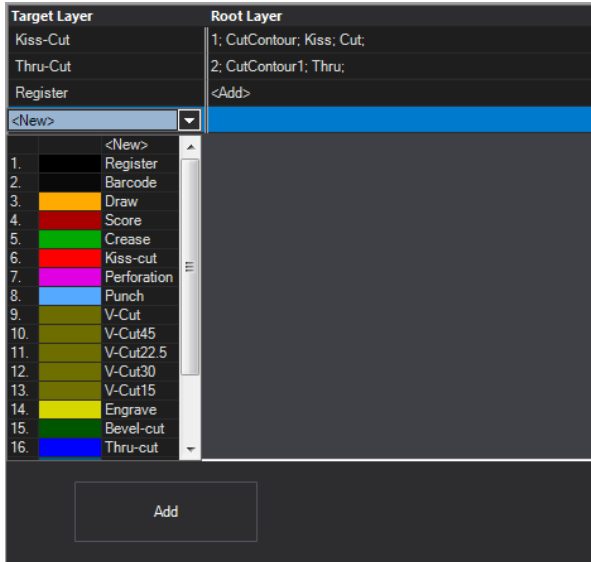 Target Layer Root Layer
Kiss-Cut 1; CutContour; Kiss; Cut;
Thru-Cut 2; CutContour1; Thru;
Register <Add>
<New>
<New>
1. Register
2. Barcode
3. Draw
4. Score
5. Crease
6. Kiss-cut
7. Perforation
8. Punch
9. V-Cut
10. V-Cut45
11. V-Cut22.5
12. V-Cut30
13. V-Cut15
14. Engrave
15. Bevel-cut
16. Thru-cut
Add